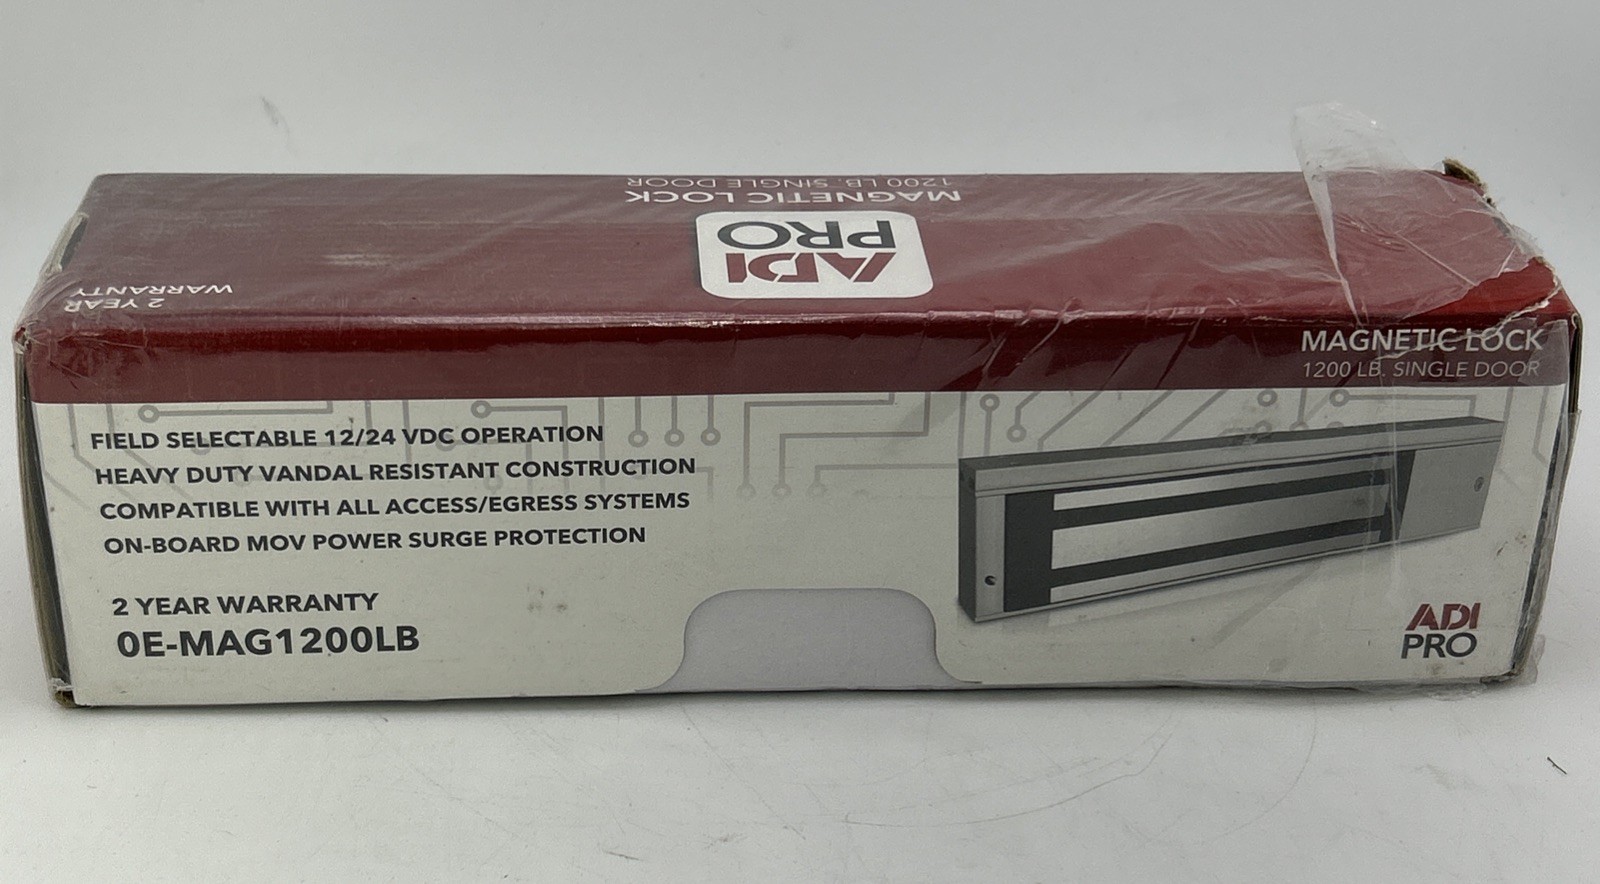 MAGNETIC LOCK
1200 LB. SINGLE DOOR
ADI
PRO
2 YEAR
WARRANTY
MAGNETIC LOCK
1200 LB. SINGLE DOOR
FIELD SELECTABLE 12/24 VDC OPERATION
HEAVY DUTY VANDAL RESISTANT CONSTRUCTION
COMPATIBLE WITH ALL ACCESS/EGRESS SYSTEMS
ON-BOARD MOV POWER SURGE PROTECTION
2 YEAR WARRANTY
0E-MAG1200LB
ADI
PRO